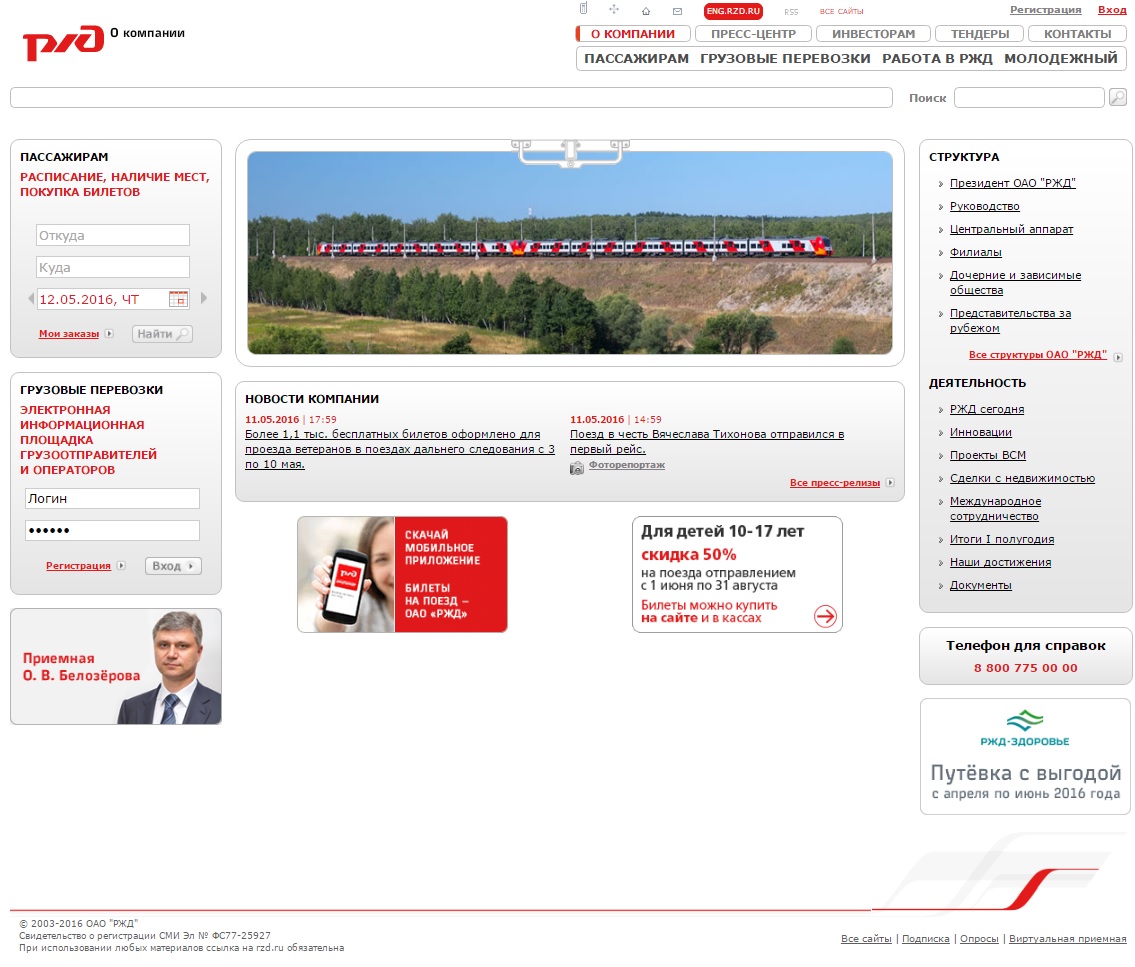 ENG.RZD.RU
RSS
ВСЕ САЙТЫ
Регистрация
Вход
РЖД
О компании
О КОМПАНИИ
ПРЕСС-ЦЕНТР
ИНВЕСТОРАМ
ТЕНДЕРЫ
КОНТАКТЫ
ПАССАЖИРАМ
ГРУЗОВЫЕ ПЕРЕВОЗКИ
РАБОТА В РЖД
МОЛОДЕЖНЫЙ
Поиск
ПАССАЖИРАМ
РАСПИСАНИЕ, НАЛИЧИЕ МЕСТ,
ПОКУПКА БИЛЕТОВ
Откуда
Куда
12.05.2016, ЧТ
Мои заказы
Найти
ГРУЗОВЫЕ ПЕРЕВОЗКИ
ЭЛЕКТРОННАЯ
ИНФОРМАЦИОННАЯ
ПЛОЩАДКА
ГРУЗООТПРАВИТЕЛЕЙ
И ОПЕРАТОРОВ
Логин
••••••
Регистрация
Вход
Приемная
О. В. Белозёрова
НОВОСТИ КОМПАНИИ
11.05.2016 | 17:59
Более 1,1 тыс. бесплатных билетов оформлено для
проезда ветеранов в поездах дальнего следования с 3
по 10 мая.
11.05.2016 | 14:59
Поезд в честь Вячеслава Тихонова отправился в
первый рейс.
Фоторепортаж
Все пресс-релизы
РЖД
СКАЧАЙ
МОБИЛЬНОЕ
ПРИЛОЖЕНИЕ
БИЛЕТЫ
НА ПОЕЗД –
ОАО «РЖД»
Для детей 10-17 лет
скидка 50%
на поезда отправлением
с 1 июня по 31 августа
Билеты можно купить
на сайте и в кассах
СТРУКТУРА
Президент ОАО "РЖД"
Руководство
Центральный аппарат
Филиалы
Дочерние и зависимые
общества
Представительства за
рубежом
Все структуры ОАО "РЖД"
ДЕЯТЕЛЬНОСТЬ
РЖД сегодня
Инновации
Проекты ВСМ
Сделки с недвижимостью
Международное
сотрудничество
Итоги I полугодия
Наши достижения
Документы
Телефон для справок
8 800 775 00 00
РЖД-ЗДОРОВЬЕ
Путёвка с выгодой
с апреля по июнь 2016 года
© 2003-2016 ОАО "РЖД"
Свидетельство о регистрации СМИ Эл № ФС77-25927
При использовании любых материалов ссылка на rzd.ru обязательна
Все сайты | Подписка | Опросы | Виртуальная приемная